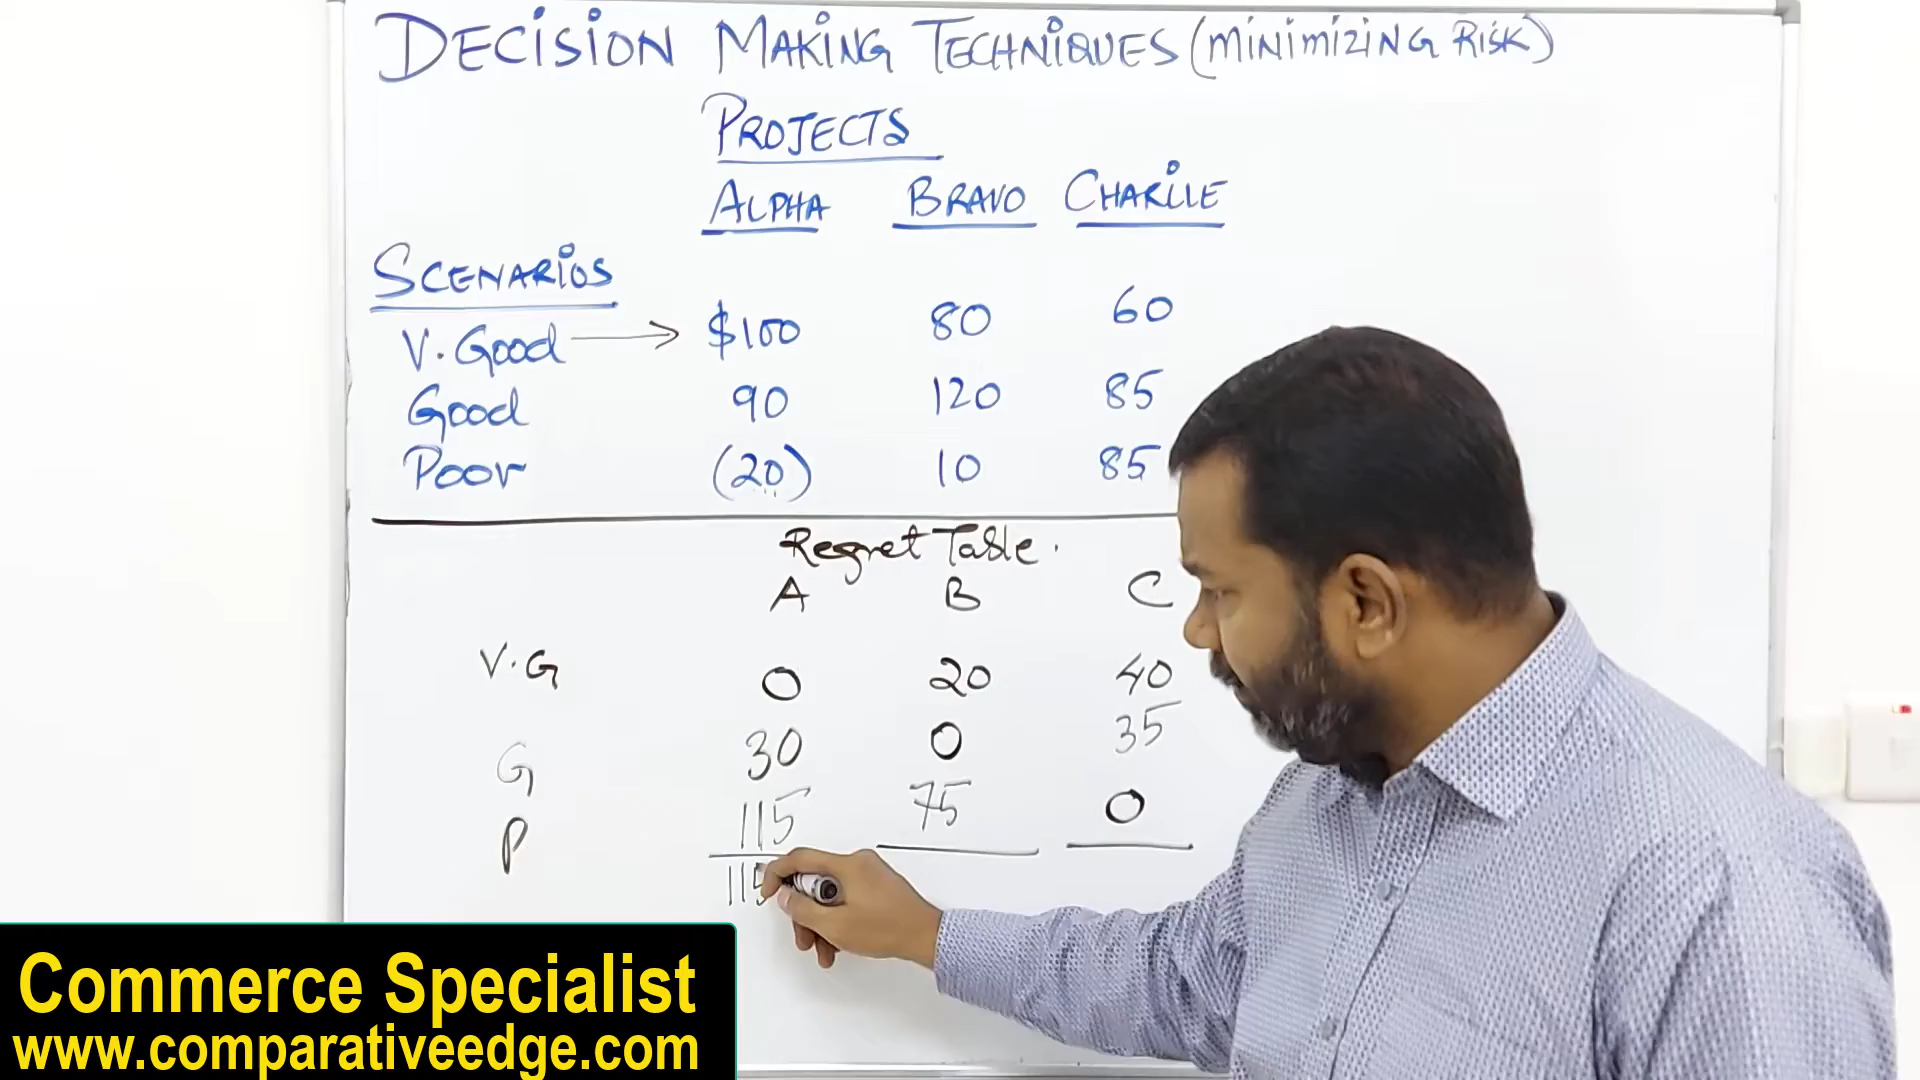 DECISION MAKING TECHNIQUES (MINIMIZING RISK)
PROJECTS
ALPHA BRAVO CHARLIE
SCENARIOS
V. Good → $100 80 60
Good 90 120 85
Poor (20) 10 85
Regret Table.
A B C
V.G 0 20 40
G 30 0 35
P 115 75 0
115
Commerce Specialist
www.comparativeedge.com